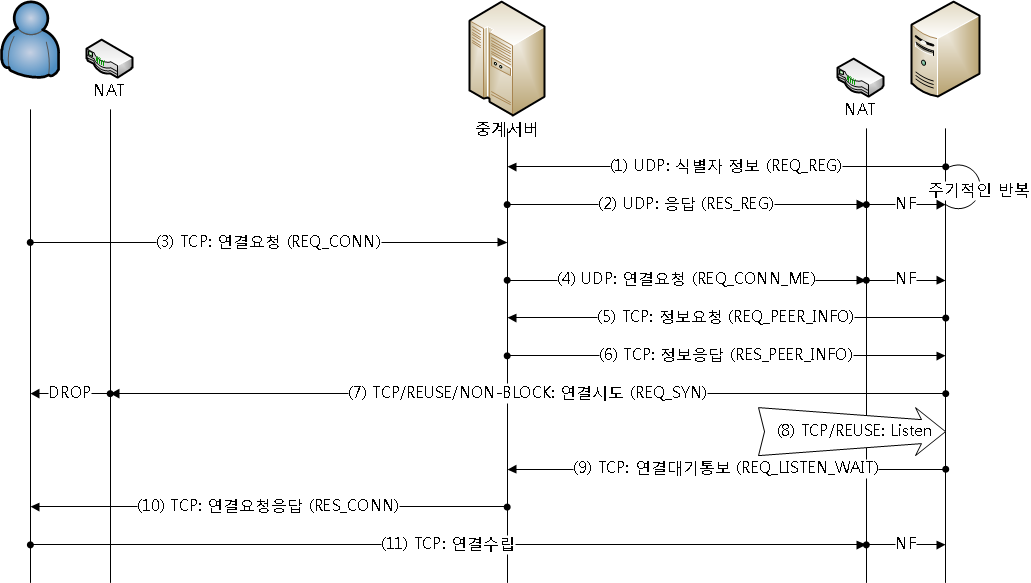 NAT
중계서버
NAT
(1) UDP: 식별자 정보 (REQ_REG)
주기적인 반복
(2) UDP: 응답 (RES_REG)
NF
(3) TCP: 연결요청 (REQ_CONN)
(4) UDP: 연결요청 (REQ_CONN_ME)
NF
(5) TCP: 정보요청 (REQ_PEER_INFO)
(6) TCP: 정보응답 (RES_PEER_INFO)
DROP
(7) TCP/REUSE/NON-BLOCK: 연결시도 (REQ_SYN)
(8) TCP/REUSE: Listen
(9) TCP: 연결대기통보 (REQ_LISTEN_WAIT)
(10) TCP: 연결요청응답 (RES_CONN)
(11) TCP: 연결수립
NF